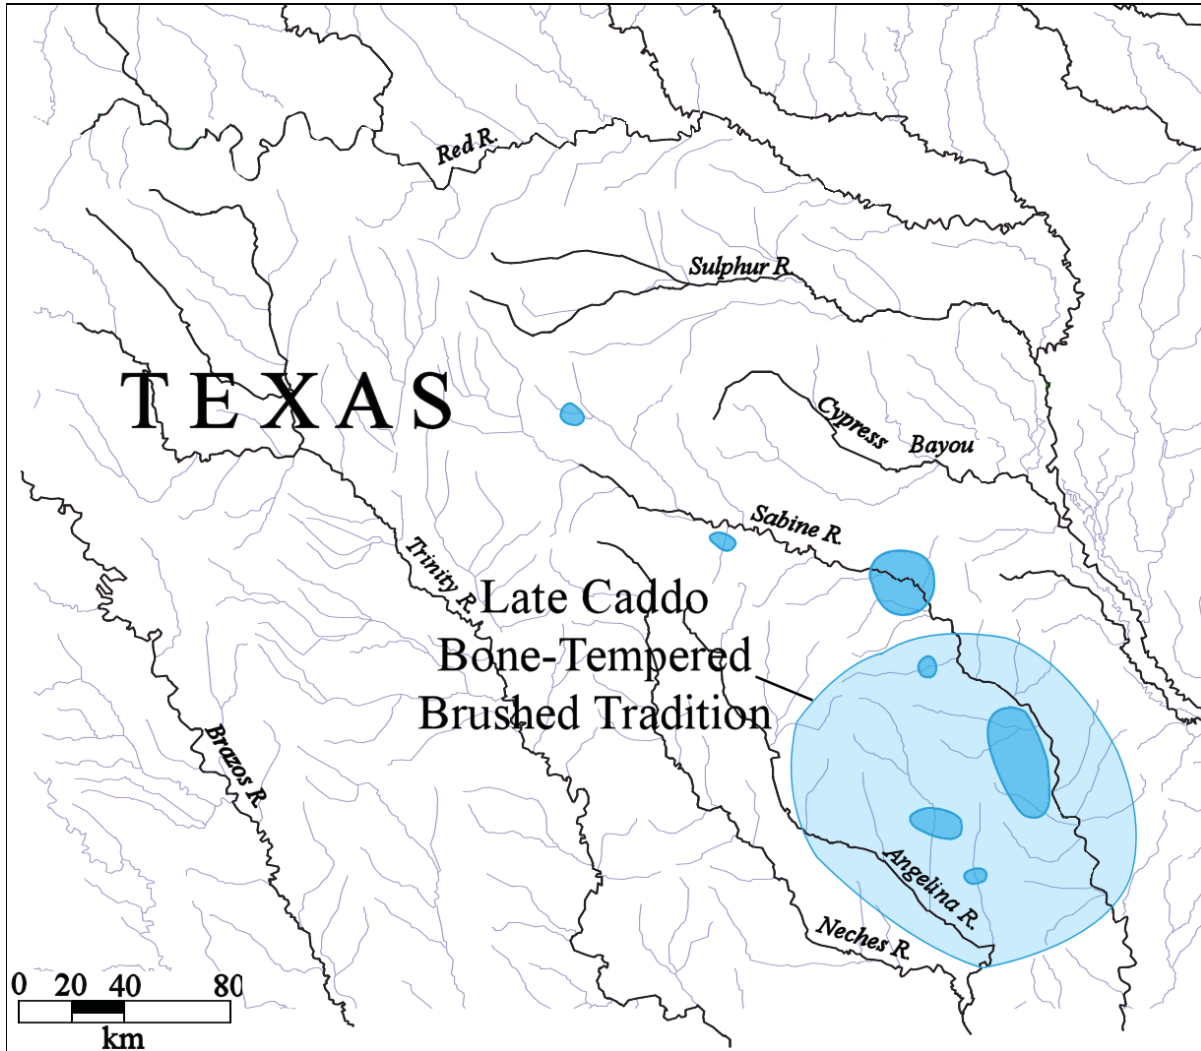 Red R.
Sulphur R.
TEXAS
Cypress Bayou
Sabine R.
Trinity R.
Late Caddo
Bone-Tempered
Brushed Tradition
Brazos R.
Angelina R.
Neches R.
0 20 40 80
km